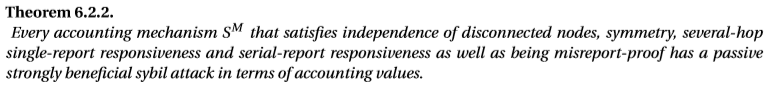 Theorem 6.2.2.
Every accounting mechanism S^M that satisfies independence of disconnected nodes, symmetry, several-hop
single-report responsiveness and serial-report responsiveness as well as being misreport-proof has a passive
strongly beneficial sybil attack in terms of accounting values.